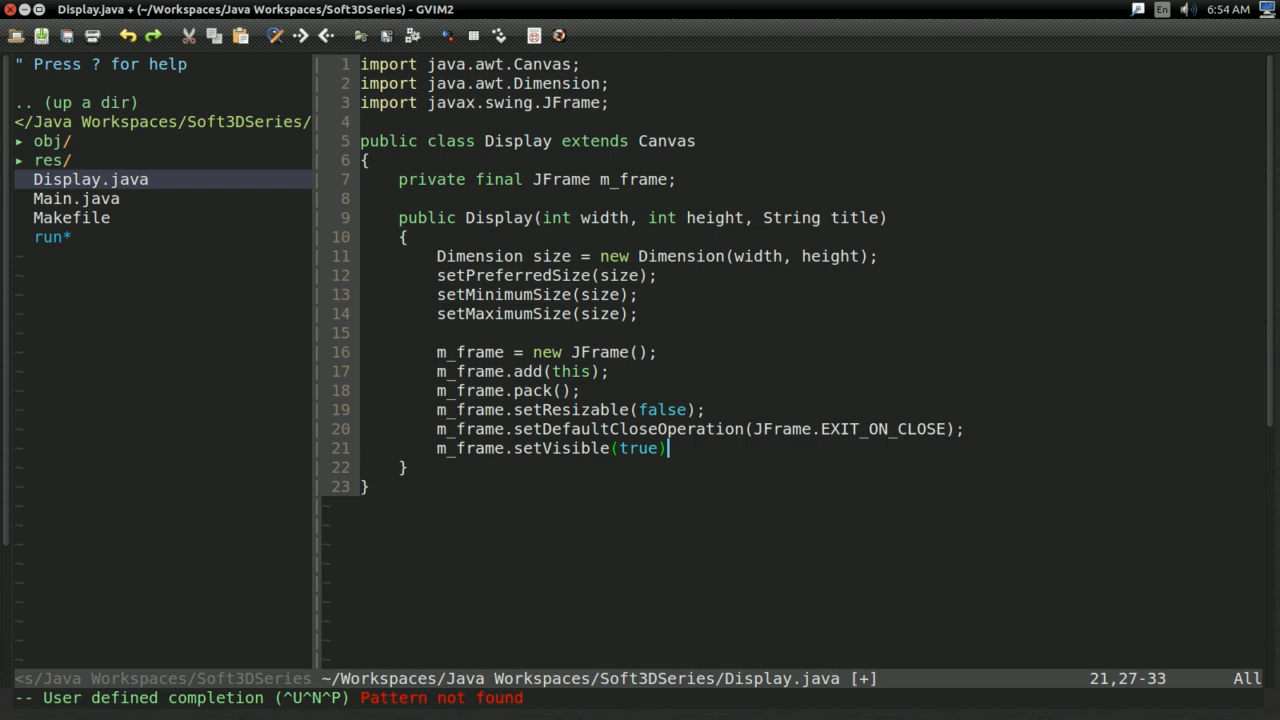 Display.java + (~/Workspaces/Java Workspaces/Soft3DSeries) - GVIM2
En
6:54 AM
" Press ? for help
.. (up a dir)
</Java Workspaces/Soft3DSeries/
▸ obj/
▸ res/
Display.java
Main.java
Makefile
run*
1 import java.awt.Canvas;
2 import java.awt.Dimension;
3 import javax.swing.JFrame;
4
5 public class Display extends Canvas
6 {
7     private final JFrame m_frame;
8
9     public Display(int width, int height, String title)
10     {
11         Dimension size = new Dimension(width, height);
12         setPreferredSize(size);
13         setMinimumSize(size);
14         setMaximumSize(size);
15
16         m_frame = new JFrame();
17         m_frame.add(this);
18         m_frame.pack();
19         m_frame.setResizable(false);
20         m_frame.setDefaultCloseOperation(JFrame.EXIT_ON_CLOSE);
21         m_frame.setVisible(true)
22     }
23 }
<s/Java Workspaces/Soft3DSeries ~/Workspaces/Java Workspaces/Soft3DSeries/Display.java [+] 21,27-33 All
-- User defined completion (^U^N^P) Pattern not found